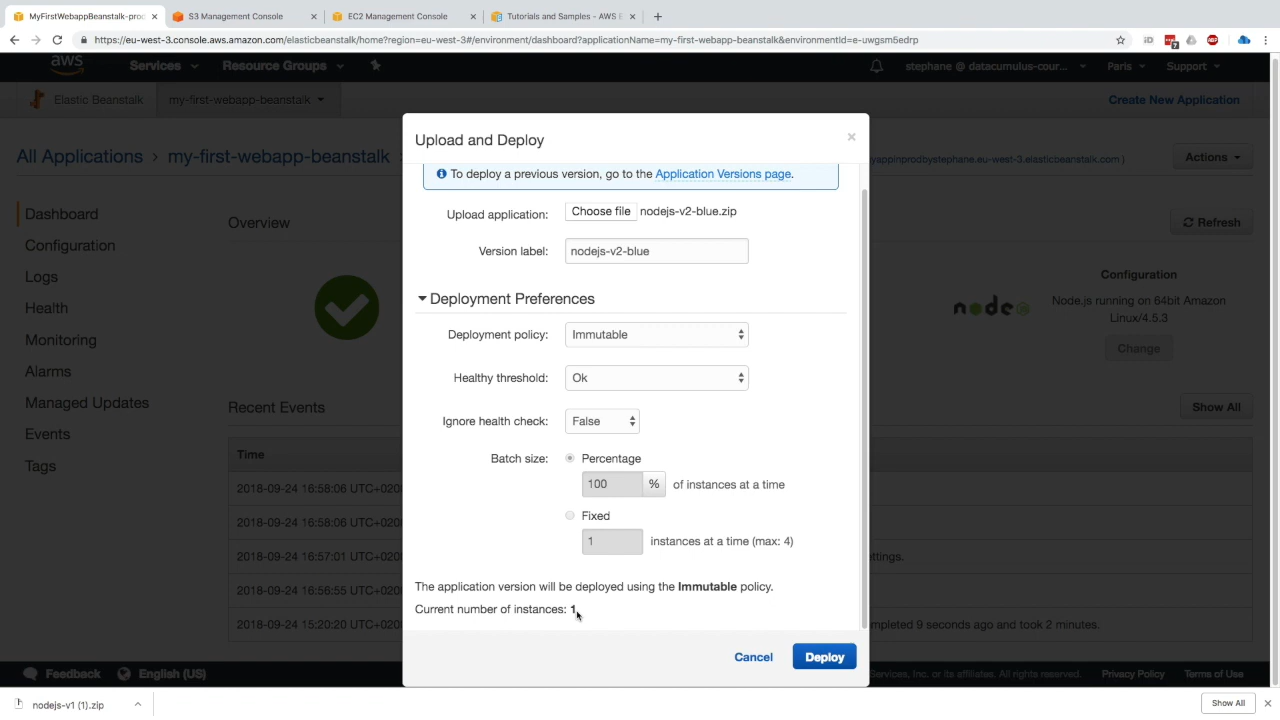 MyFirstWebappBeanstalk-prod
S3 Management Console
EC2 Management Console
Tutorials and Samples - AWS E
https://eu-west-3.console.aws.amazon.com/elasticbeanstalk/home?region=eu-west-3#/environment/dashboard?applicationName=my-first-webapp-beanstalk&environmentId=e-uwgsm5edrp
aws
Services
Resource Groups
stephane @ datacumulus-cour...
Paris
Support
Elastic Beanstalk
my-first-webapp-beanstalk
Create New Application
All Applications › my-first-webapp-beanstalk
yappinprodbystephane.eu-west-3.elasticbeanstalk.com )
Actions
Dashboard
Configuration
Logs
Health
Monitoring
Alarms
Managed Updates
Events
Tags
Overview
Refresh
Configuration
node
Node.js running on 64bit Amazon
Linux/4.5.3
Change
Recent Events
Show All
Time
2018-09-24 16:58:06 UTC+020
2018-09-24 16:58:06 UTC+020
2018-09-24 16:57:01 UTC+020
ettings.
2018-09-24 16:56:55 UTC+020
2018-09-24 15:20:20 UTC+020
mpleted 9 seconds ago and took 2 minutes.
Upload and Deploy
×
To deploy a previous version, go to the Application Versions page.
Upload application: Choose file nodejs-v2-blue.zip
Version label: nodejs-v2-blue
Deployment Preferences
Deployment policy: Immutable
Healthy threshold: Ok
Ignore health check: False
Batch size: Percentage
100 % of instances at a time
Fixed
1 instances at a time (max: 4)
The application version will be deployed using the Immutable policy.
Current number of instances: 1
Cancel
Deploy
Feedback
English (US)
Services, Inc. or its affiliates. All rights reserved.
Privacy Policy
Terms of Use
nodejs-v1 (1).zip
Show All